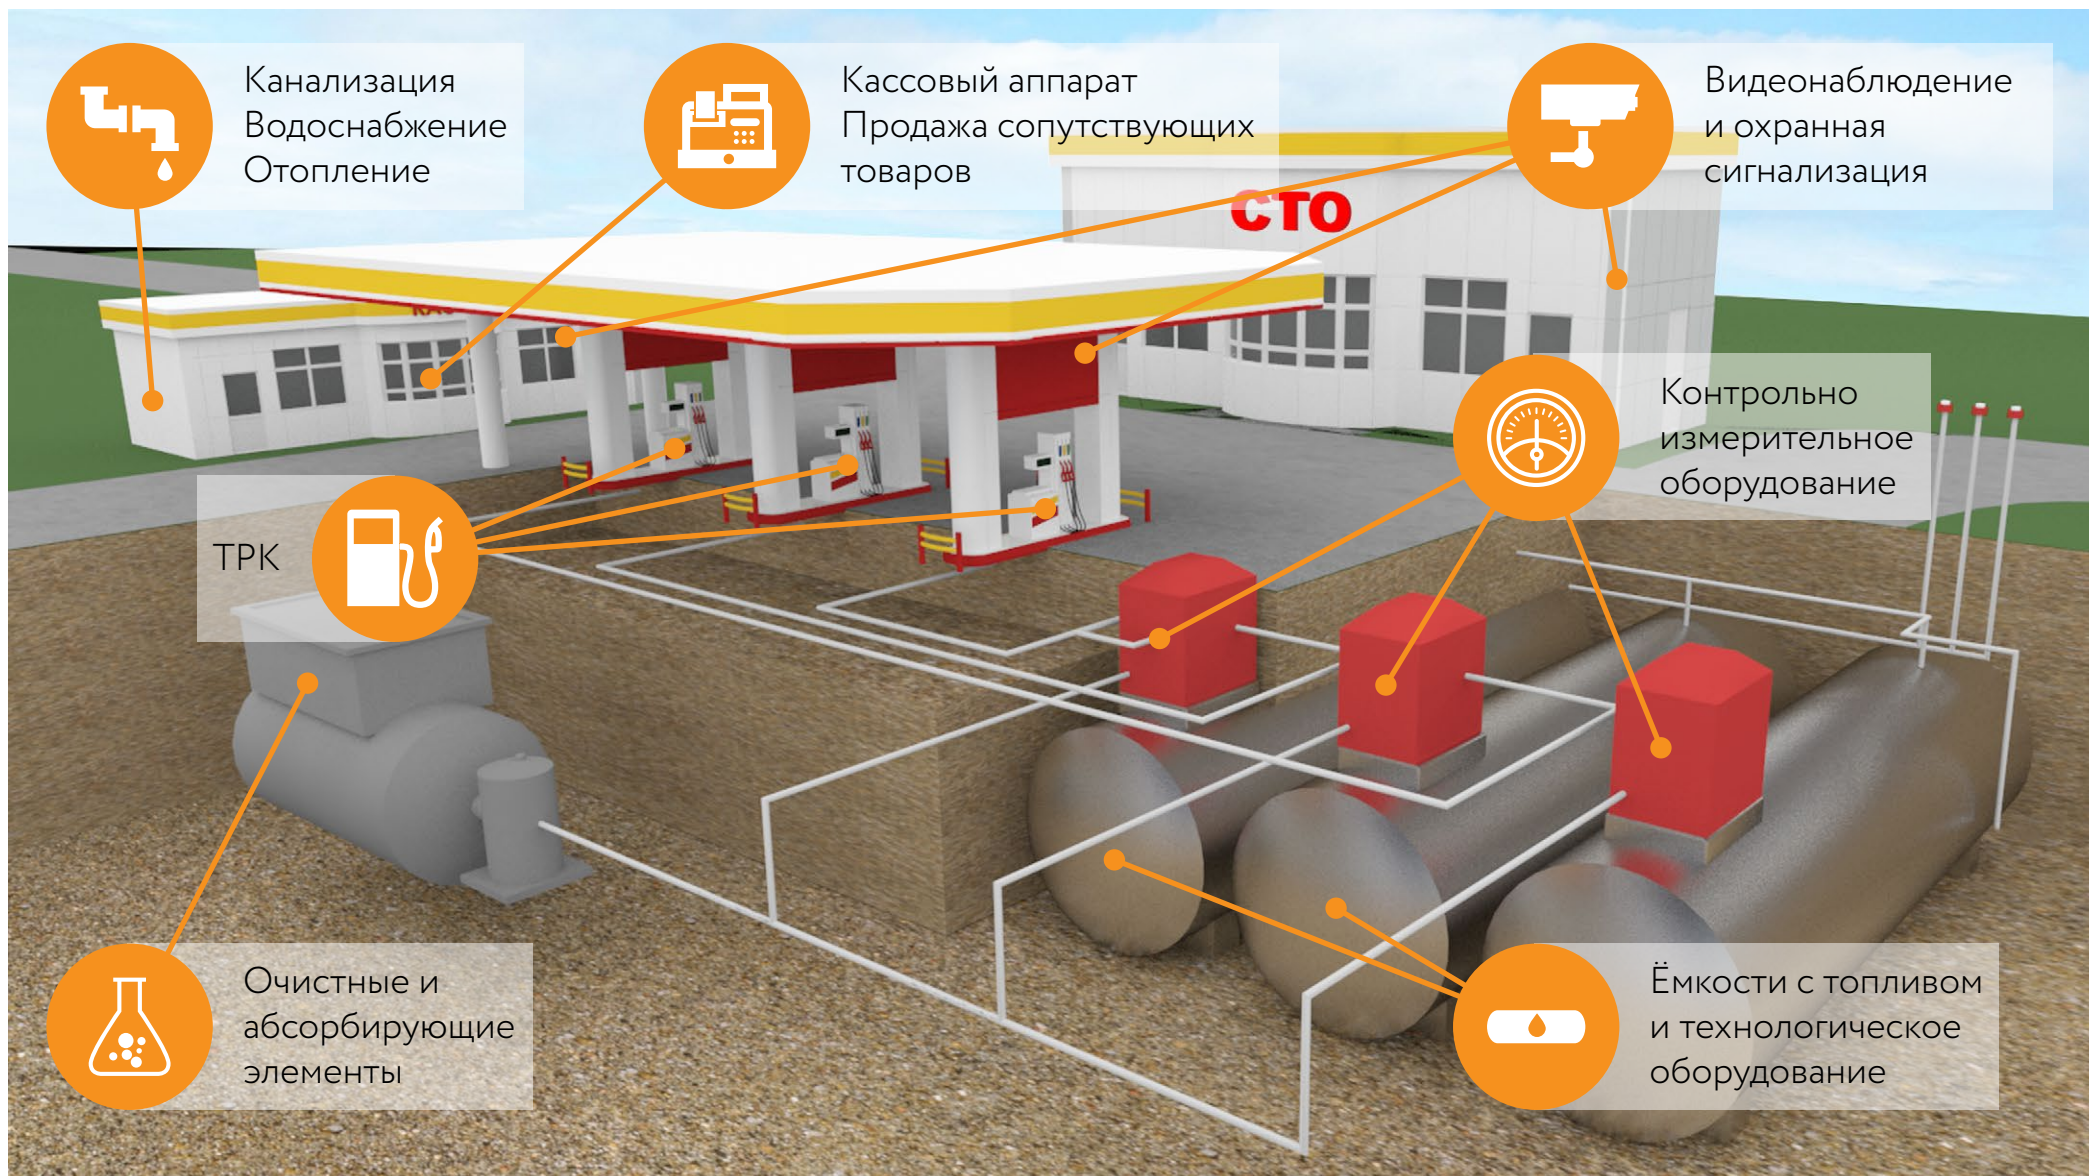 Канализация
Водоснабжение
Отопление
Кассовый аппарат
Продажа сопутствующих
товаров
Видеонаблюдение
и охранная
сигнализация
СТО
Контрольно
измерительное
оборудование
ТРК
Очистные и
абсорбирующие
элементы
Ёмкости с топливом
и технологическое
оборудование